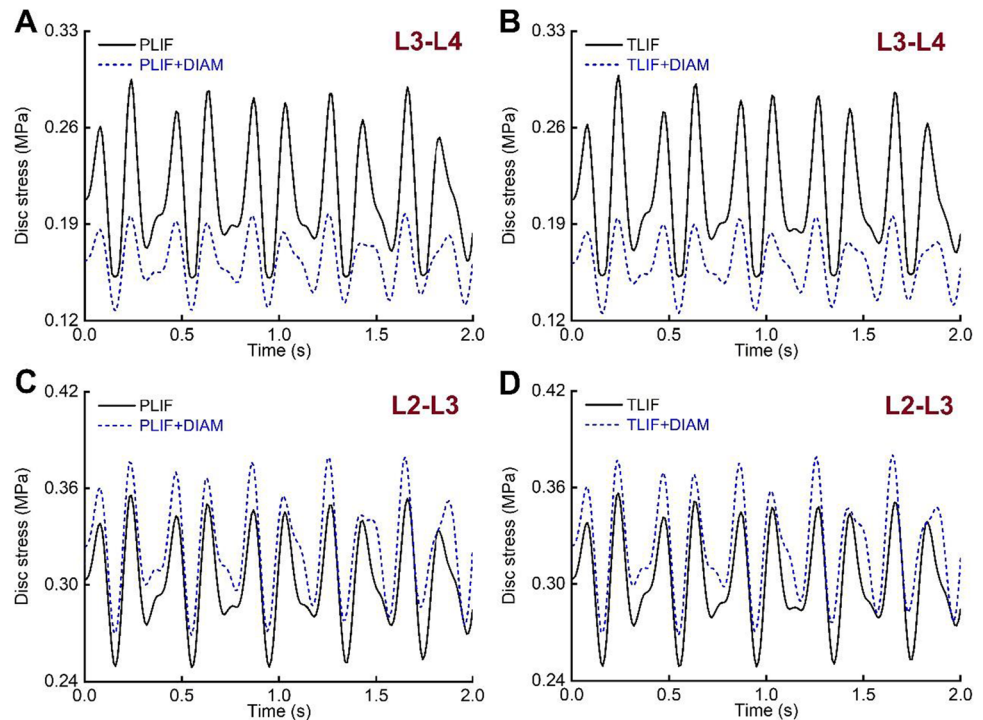 A
L3-L4
PLIF
PLIF+DIAM
0.33
0.26
0.19
0.12
Disc stress (MPa)
0.0
0.5
1.0
1.5
2.0
Time (s)
B
L3-L4
TLIF
TLIF+DIAM
0.33
0.26
0.19
0.12
Disc stress (MPa)
0.0
0.5
1.0
1.5
2.0
Time (s)
C
L2-L3
PLIF
PLIF+DIAM
0.42
0.36
0.30
0.24
Disc stress (MPa)
0.0
0.5
1.0
1.5
2.0
Time (s)
D
L2-L3
TLIF
TLIF+DIAM
0.42
0.36
0.30
0.24
Disc stress (MPa)
0.0
0.5
1.0
1.5
2.0
Time (s)